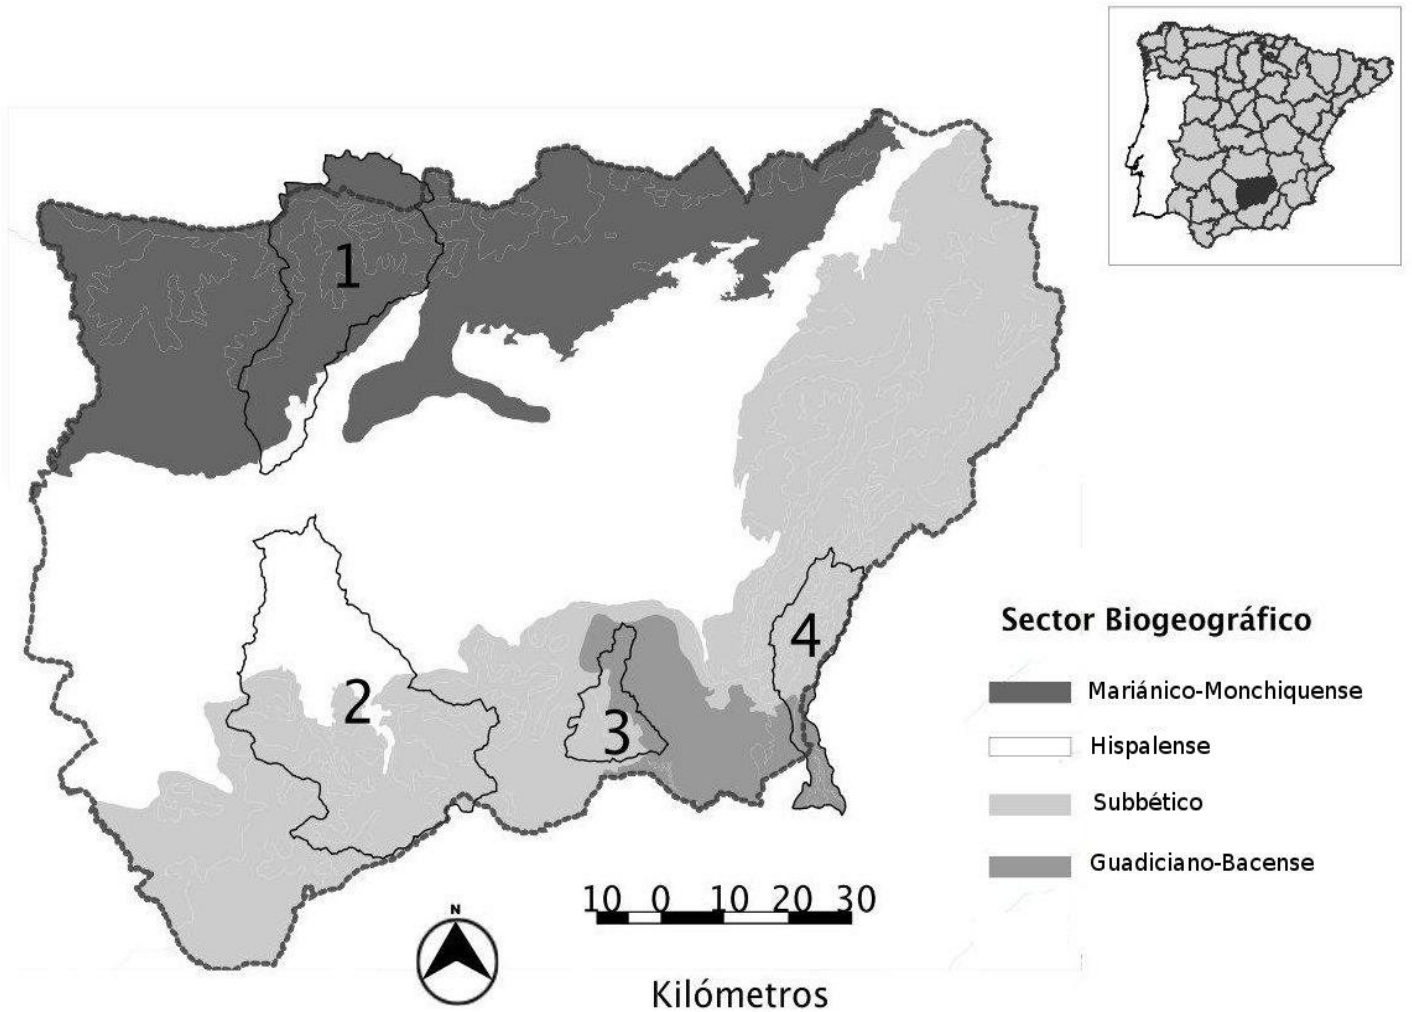 1
2
3
4
Sector Biogeográfico
Mariánico-Monchiquense
Hispalense
Subbético
Guadiciano-Bacense
10 0 10 20 30
N
Kilómetros